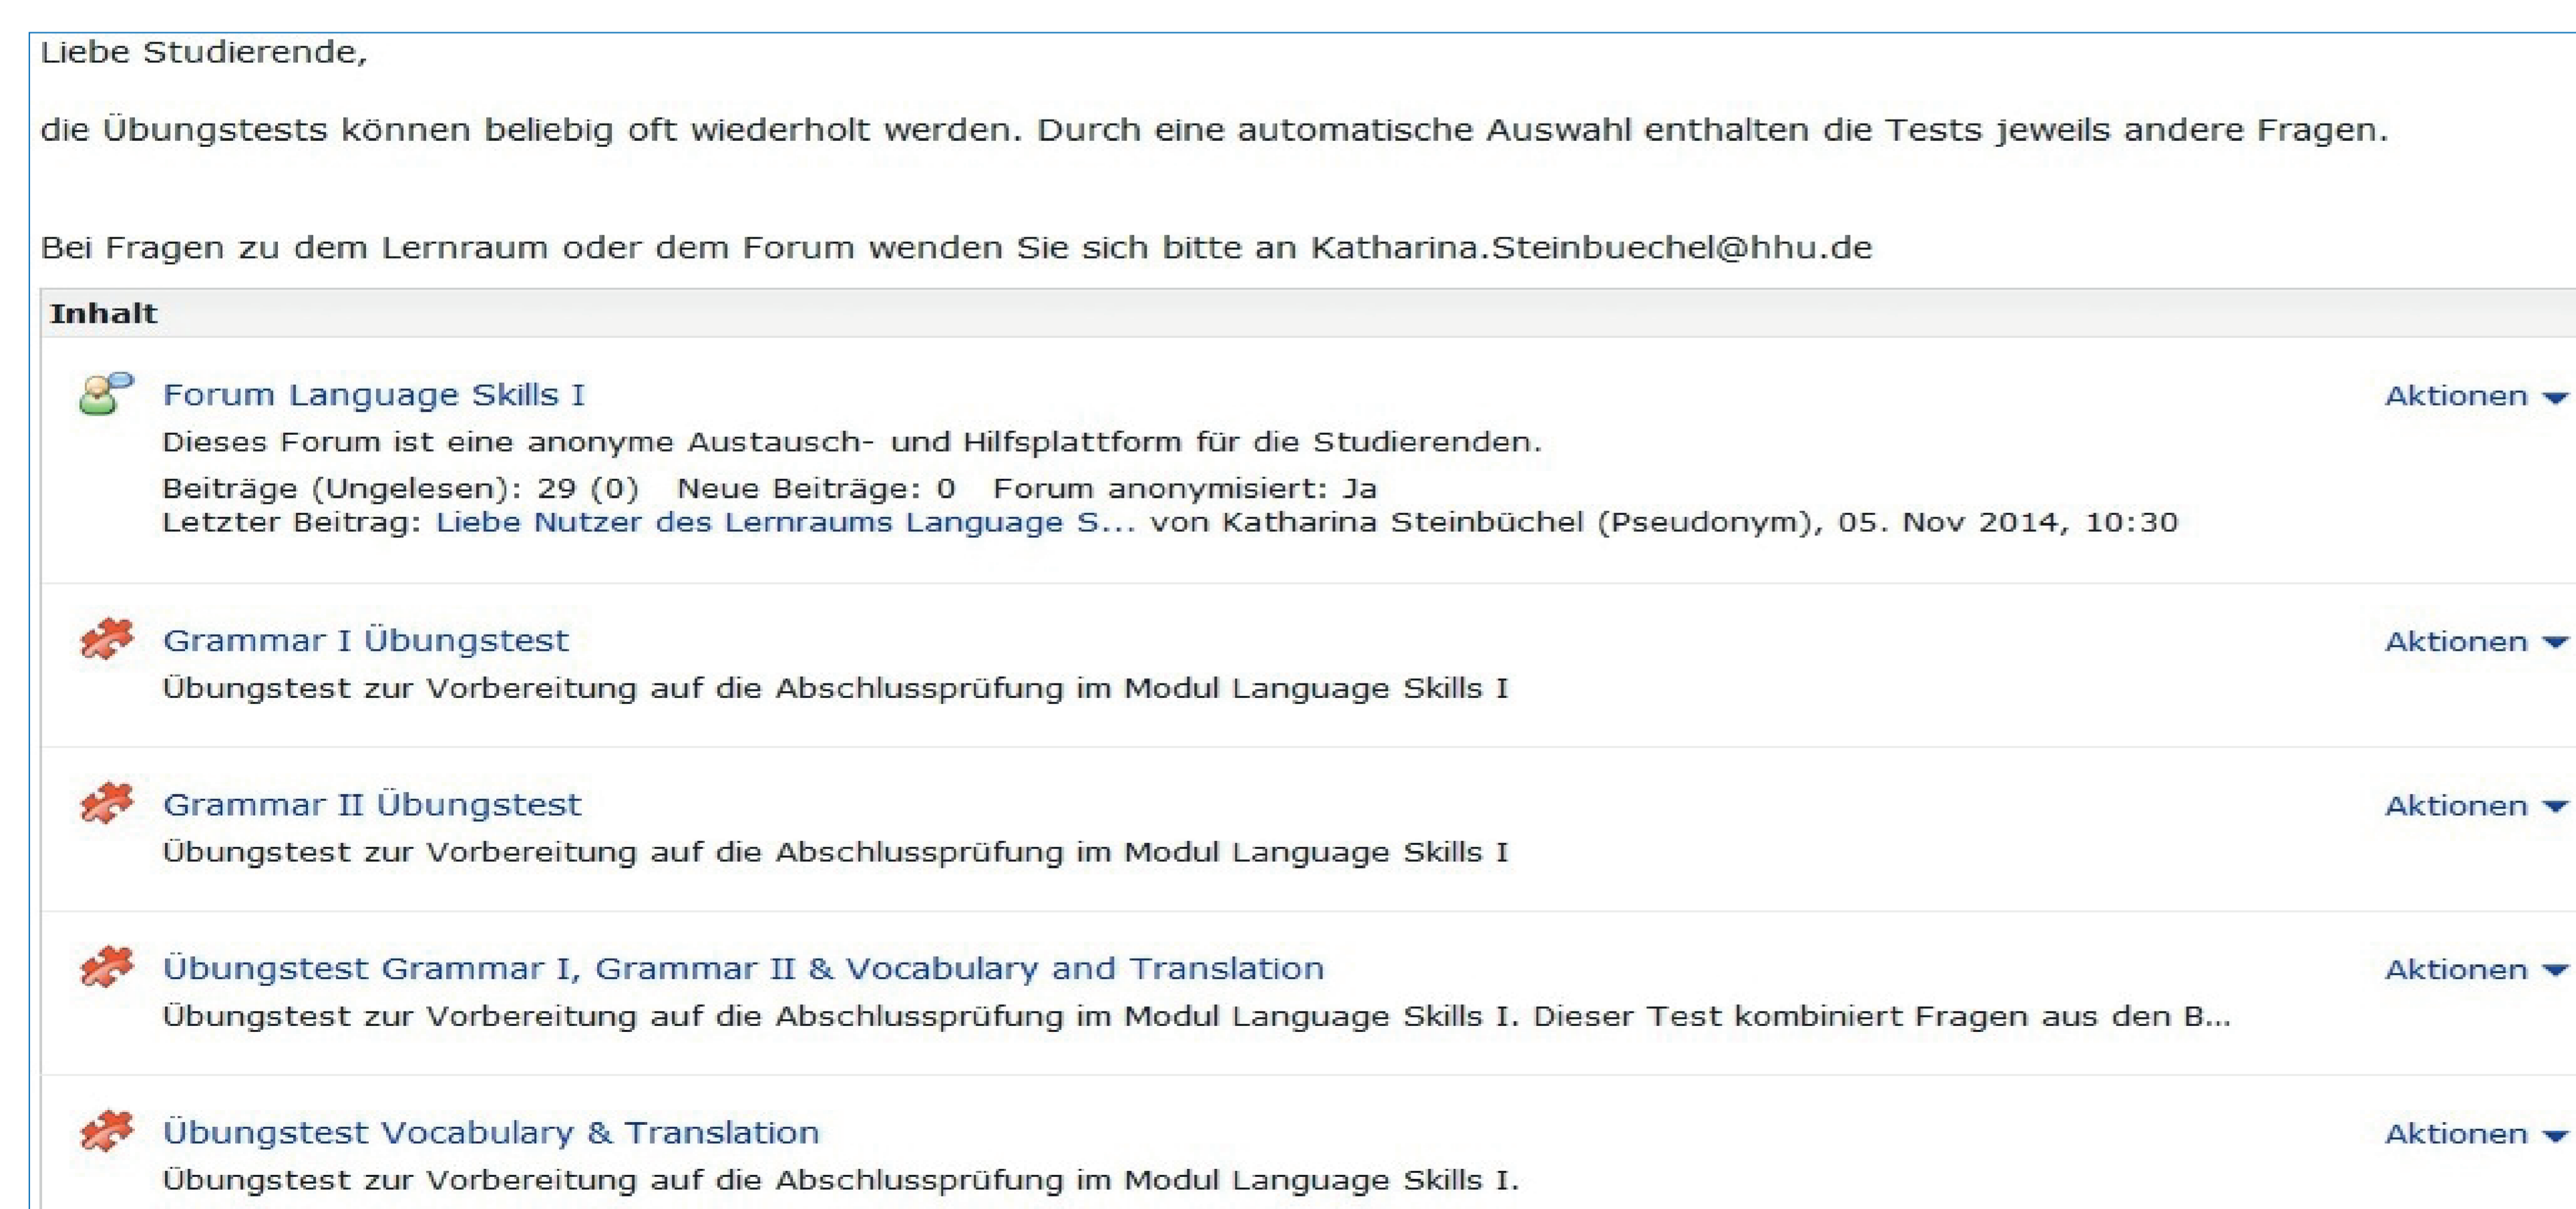 Liebe Studierende,
die Übungstests können beliebig oft wiederholt werden. Durch eine automatische Auswahl enthalten die Tests jeweils andere Fragen.
Bei Fragen zu dem Lernraum oder dem Forum wenden Sie sich bitte an Katharina.Steinbuechel@hhu.de
Inhalt
Forum Language Skills I Aktionen
Dieses Forum ist eine anonyme Austausch- und Hilfsplattform für die Studierenden.
Beiträge (Ungelesen): 29 (0) Neue Beiträge: 0 Forum anonymisiert: Ja
Letzter Beitrag: Liebe Nutzer des Lernraums Language S... von Katharina Steinbüchel (Pseudonym), 05. Nov 2014, 10:30
Grammar I Übungstest Aktionen
Übungstest zur Vorbereitung auf die Abschlussprüfung im Modul Language Skills I
Grammar II Übungstest Aktionen
Übungstest zur Vorbereitung auf die Abschlussprüfung im Modul Language Skills I
Übungstest Grammar I, Grammar II & Vocabulary and Translation Aktionen
Übungstest zur Vorbereitung auf die Abschlussprüfung im Modul Language Skills I. Dieser Test kombiniert Fragen aus den B...
Übungstest Vocabulary & Translation Aktionen
Übungstest zur Vorbereitung auf die Abschlussprüfung im Modul Language Skills I.